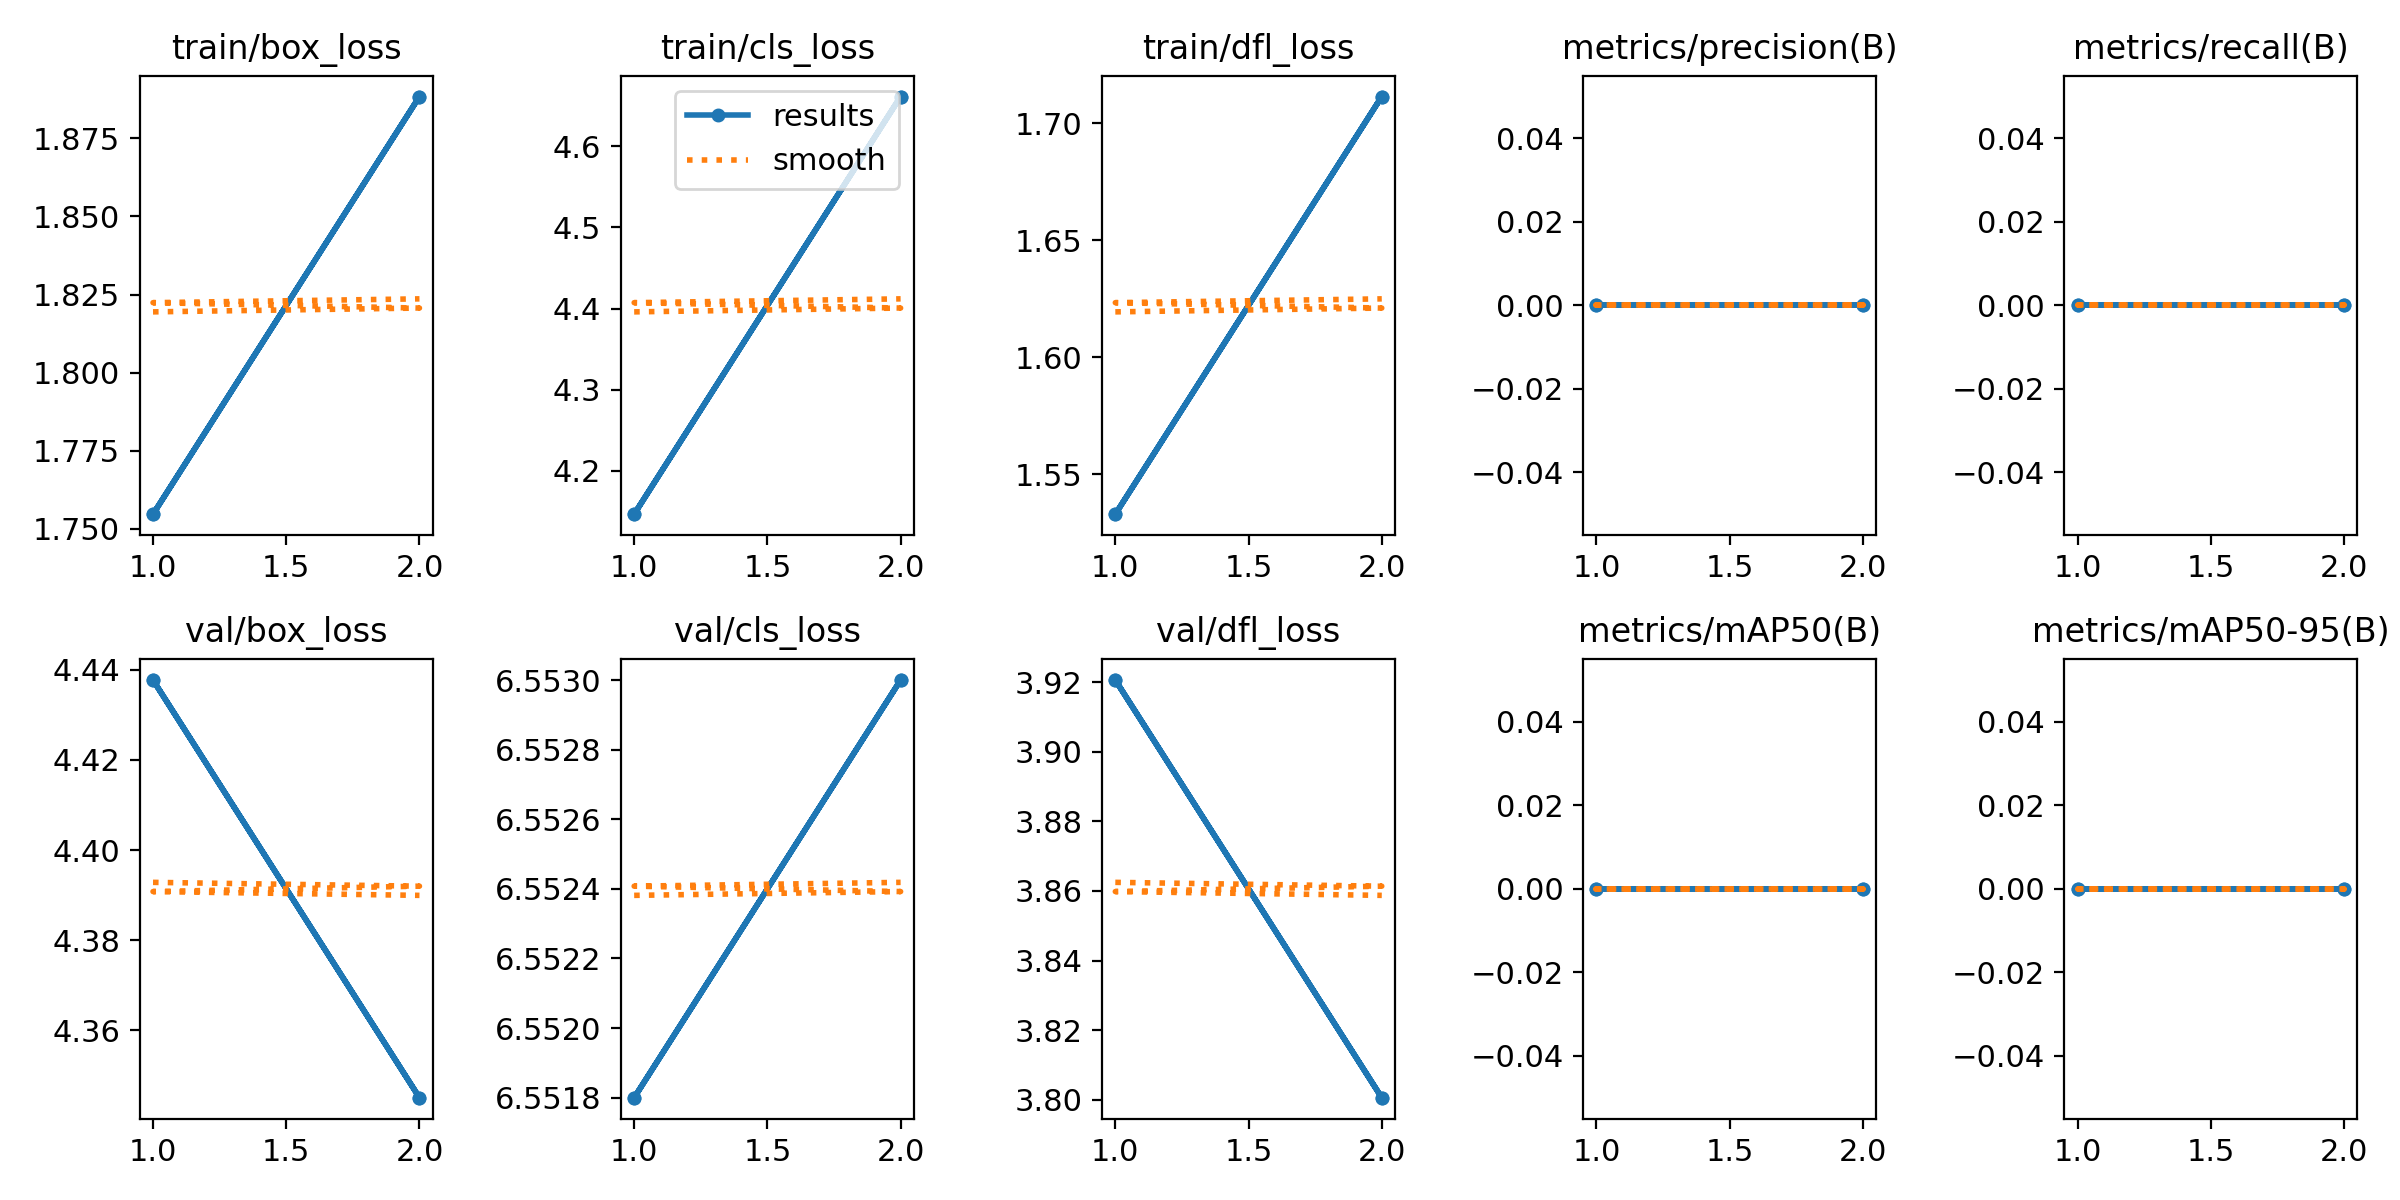 train/box_loss
1.875
1.850
1.825
1.800
1.775
1.750
1.0 1.5 2.0
train/cls_loss
results
smooth
4.6
4.5
4.4
4.3
4.2
1.0 1.5 2.0
train/dfl_loss
1.70
1.65
1.60
1.55
1.0 1.5 2.0
metrics/precision(B)
0.04
0.02
0.00
−0.02
−0.04
1.0 1.5 2.0
metrics/recall(B)
0.04
0.02
0.00
−0.02
−0.04
1.0 1.5 2.0
val/box_loss
4.44
4.42
4.40
4.38
4.36
1.0 1.5 2.0
val/cls_loss
6.5530
6.5528
6.5526
6.5524
6.5522
6.5520
6.5518
1.0 1.5 2.0
val/dfl_loss
3.92
3.90
3.88
3.86
3.84
3.82
3.80
1.0 1.5 2.0
metrics/mAP50(B)
0.04
0.02
0.00
−0.02
−0.04
1.0 1.5 2.0
metrics/mAP50-95(B)
0.04
0.02
0.00
−0.02
−0.04
1.0 1.5 2.0